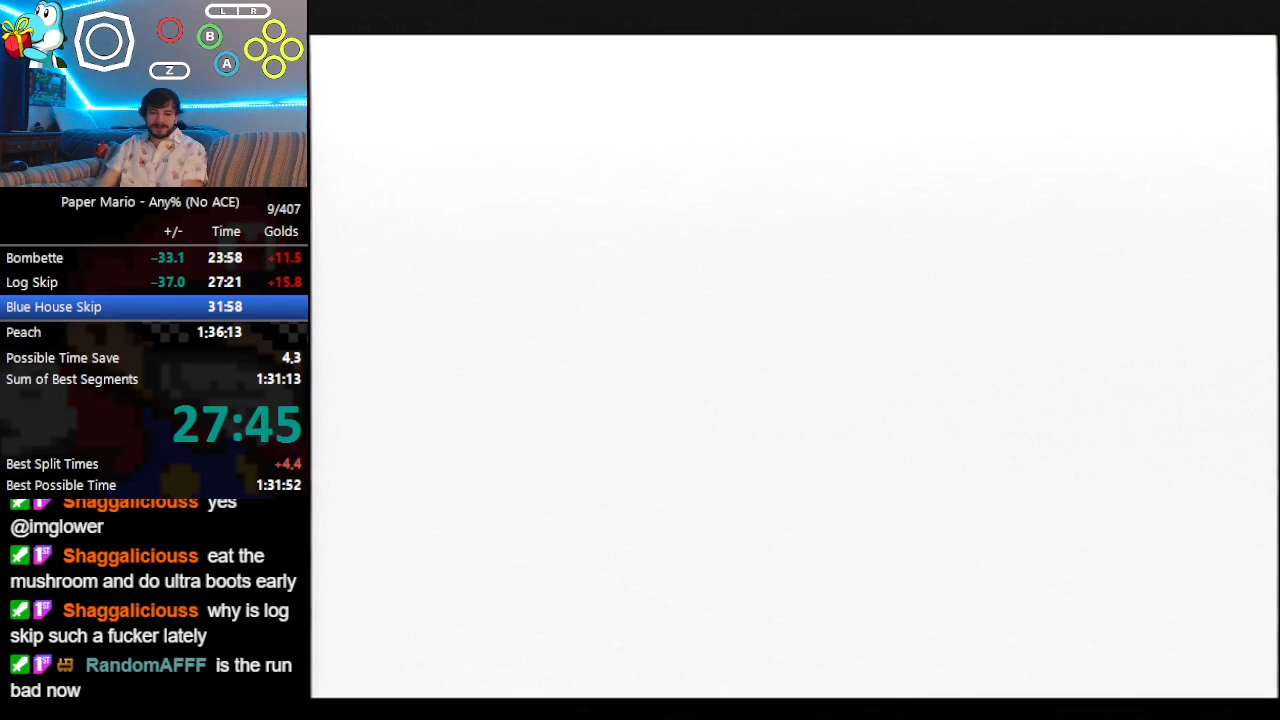 L R
B
A
Z
Paper Mario - Any% (No ACE)
9/407
+/- Time Golds
Bombette −33.1 23:58 +11.5
Log Skip −37.0 27:21 +15.8
Blue House Skip 31:58
Peach 1:36:13
Possible Time Save 4.3
Sum of Best Segments 1:31:13
27:45
Best Split Times +4.4
Best Possible Time 1:31:52
1ST Shaggaliciouss yes
@imglower
1ST Shaggaliciouss eat the
mushroom and do ultra boots early
1ST Shaggaliciouss why is log
skip such a fucker lately
1ST RandomAFFF is the run
bad now